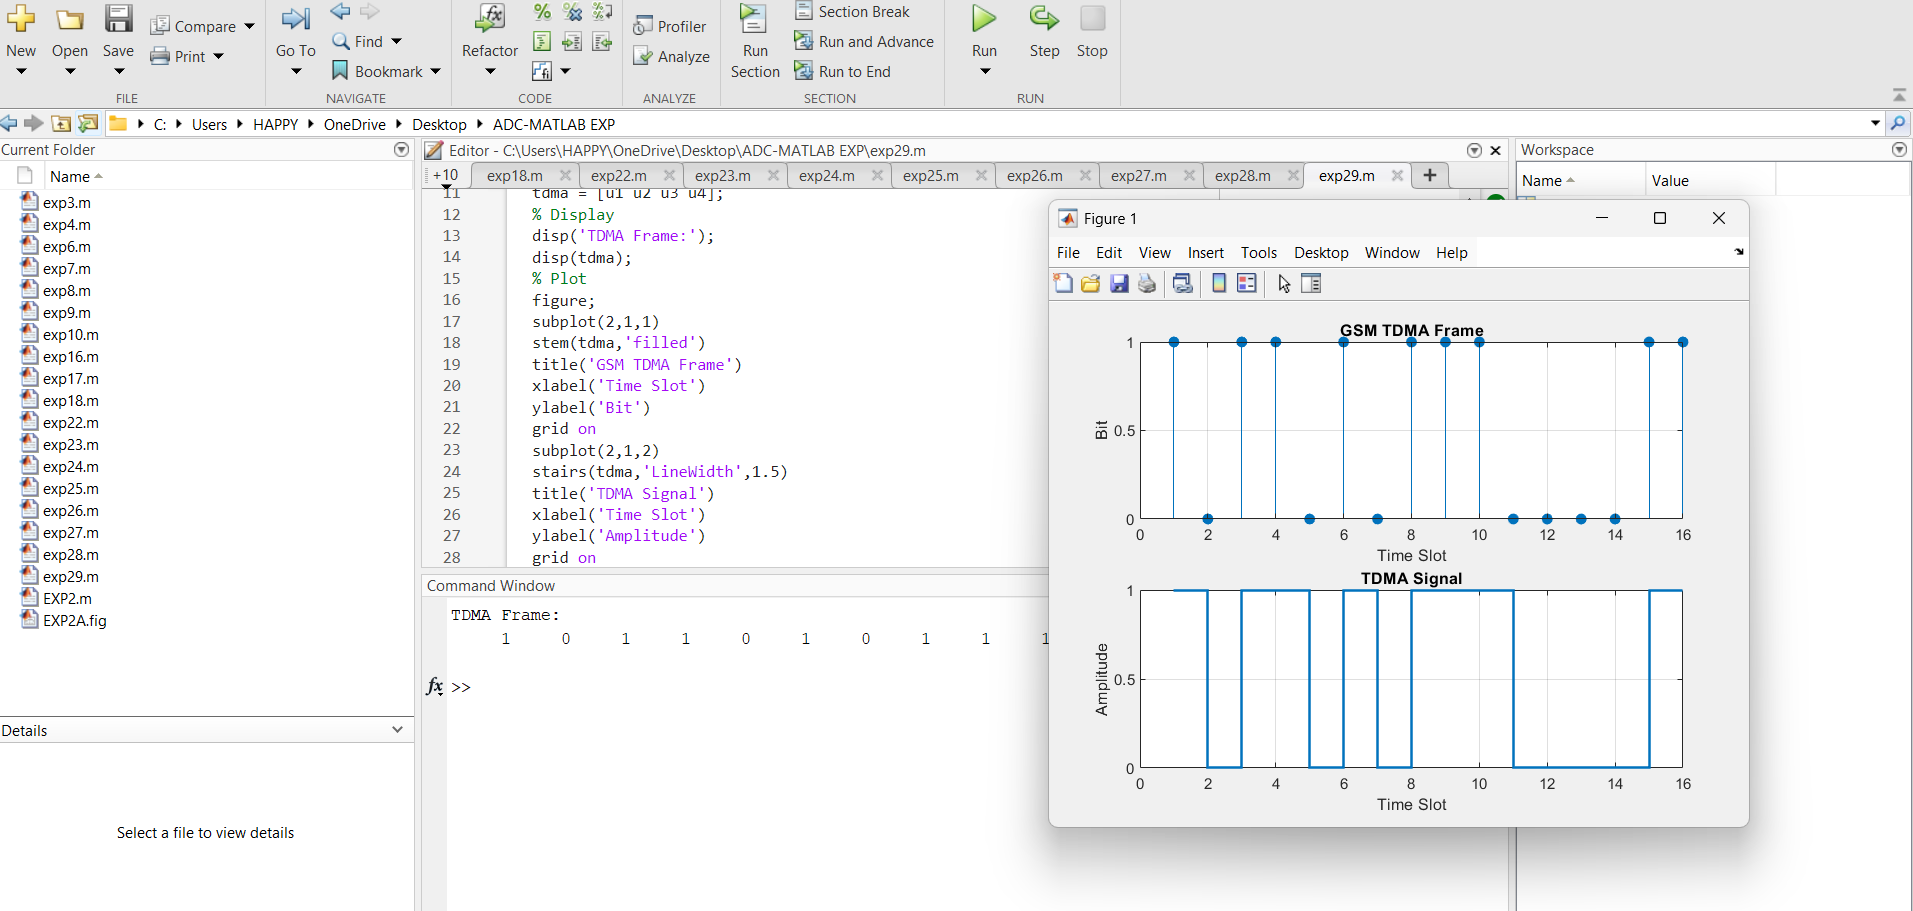 New
Open
Save
Compare
Print
FILE
Go To
Find
Bookmark
NAVIGATE
Refactor
CODE
Profiler
Analyze
ANALYZE
Run
Section
Section Break
Run and Advance
Run to End
SECTION
Run
Step
Stop
RUN
C: Users HAPPY OneDrive Desktop ADC-MATLAB EXP
Current Folder
Name
exp3.m
exp4.m
exp6.m
exp7.m
exp8.m
exp9.m
exp10.m
exp16.m
exp17.m
exp18.m
exp22.m
exp23.m
exp24.m
exp25.m
exp26.m
exp27.m
exp28.m
exp29.m
EXP2.m
EXP2A.fig
Details
Select a file to view details
Editor - C:\Users\HAPPY\OneDrive\Desktop\ADC-MATLAB EXP\exp29.m
+10 exp18.m exp22.m exp23.m exp24.m exp25.m exp26.m exp27.m exp28.m exp29.m +
11 tdma = [u1 u2 u3 u4];
12 % Display
13 disp('TDMA Frame:');
14 disp(tdma);
15 % Plot
16 figure;
17 subplot(2,1,1)
18 stem(tdma,'filled')
19 title('GSM TDMA Frame')
20 xlabel('Time Slot')
21 ylabel('Bit')
22 grid on
23 subplot(2,1,2)
24 stairs(tdma,'LineWidth',1.5)
25 title('TDMA Signal')
26 xlabel('Time Slot')
27 ylabel('Amplitude')
28 grid on
Command Window
TDMA Frame:
1 0 1 1 0 1 0 1 1 1
fx >>
Workspace
Name Value
Figure 1
File Edit View Insert Tools Desktop Window Help
GSM TDMA Frame
1
0.5
0
Bit
0 2 4 6 8 10 12 14 16
Time Slot
TDMA Signal
1
0.5
0
Amplitude
0 2 4 6 8 10 12 14 16
Time Slot